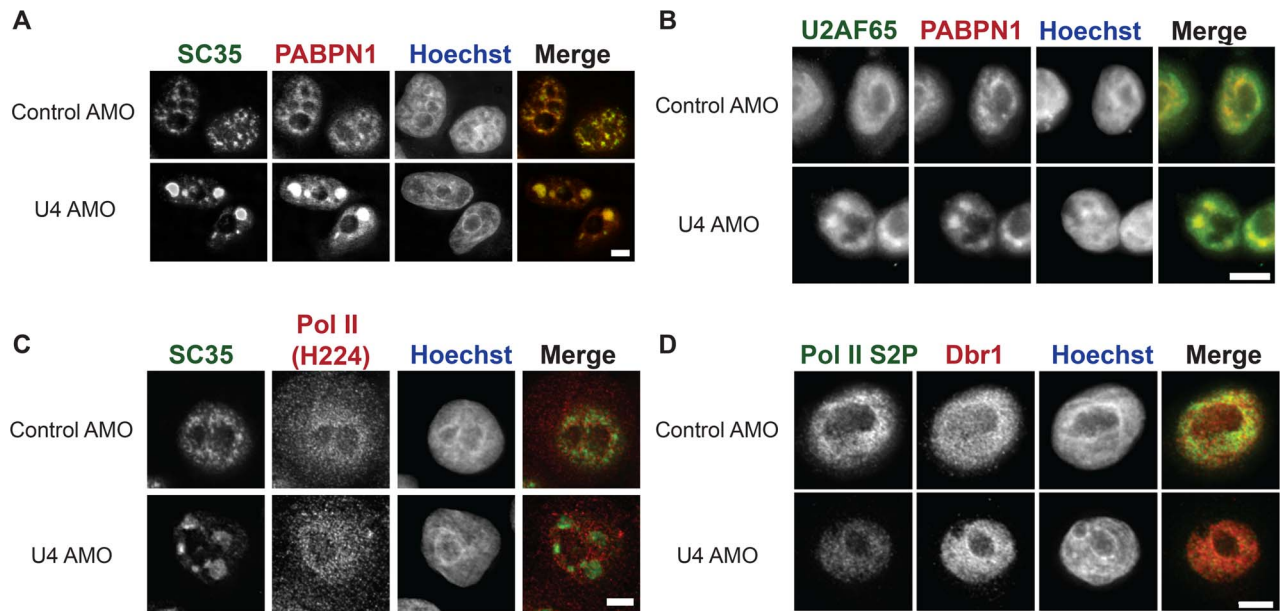 A
SC35 PABPN1 Hoechst Merge
Control AMO
U4 AMO
B
U2AF65 PABPN1 Hoechst Merge
Control AMO
U4 AMO
C
SC35 Pol II (H224) Hoechst Merge
Control AMO
U4 AMO
D
Pol II S2P Dbr1 Hoechst Merge
Control AMO
U4 AMO